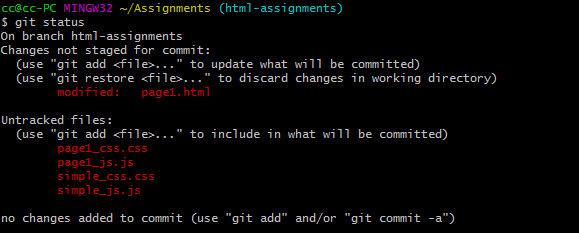 cc@cc-PC MINGW32 ~/Assignments (html-assignments)
$ git status
On branch html-assignments
Changes not staged for commit:
  (use "git add <file>..." to update what will be committed)
  (use "git restore <file>..." to discard changes in working directory)
        modified:   page1.html

Untracked files:
  (use "git add <file>..." to include in what will be committed)
        page1_css.css
        page1_js.js
        simple_css.css
        simple_js.js

no changes added to commit (use "git add" and/or "git commit -a")